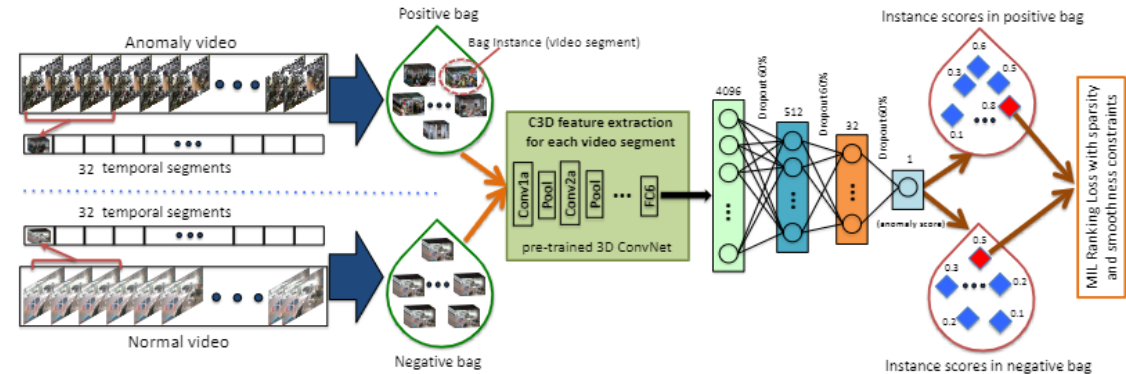 Anomaly video
32 temporal segments
32 temporal segments
Normal video
Positive bag
Bag Instance (video segment)
Negative bag
C3D feature extraction
for each video segment
Conv1a
Pool
Conv2a
Pool
...
FC6
pre-trained 3D ConvNet
4096
Dropout 60%
512
Dropout 60%
32
Dropout 60%
1
(anomaly score)
Instance scores in positive bag
0.6
0.3
0.5
0.8
0.1
0.5
0.3
0.2
0.2
0.1
Instance scores in negative bag
MIL Ranking Loss with sparsity
and smoothness constraints